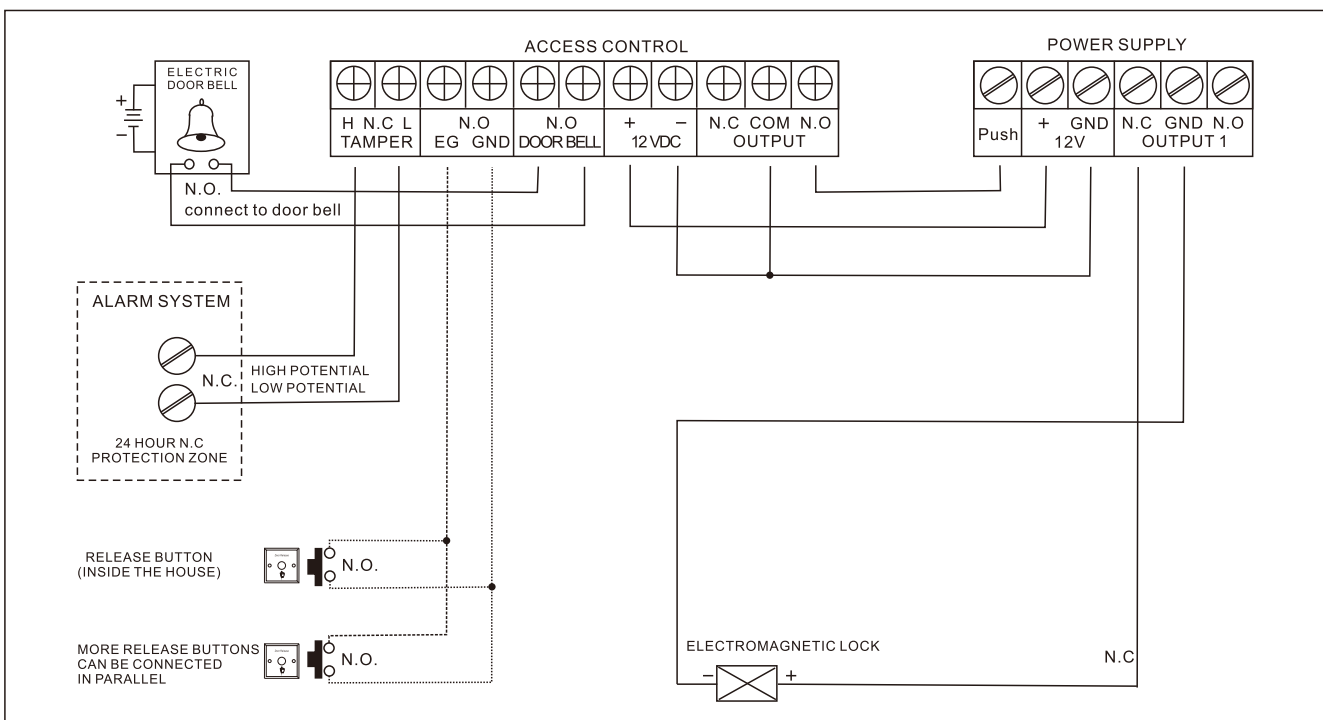 ACCESS CONTROL
POWER SUPPLY
ELECTRIC
DOOR BELL
+
−
H N.C L
TAMPER
N.O
EG GND
N.O
DOOR BELL
+ −
12 VDC
N.C COM N.O
OUTPUT
Push
+ GND
12V
N.C GND N.O
OUTPUT 1
N.O.
connect to door bell
ALARM SYSTEM
N.C.
HIGH POTENTIAL
LOW POTENTIAL
24 HOUR N.C
PROTECTION ZONE
RELEASE BUTTON
(INSIDE THE HOUSE)
N.O.
MORE RELEASE BUTTONS
CAN BE CONNECTED
IN PARALLEL
N.O.
ELECTROMAGNETIC LOCK
− +
N.C